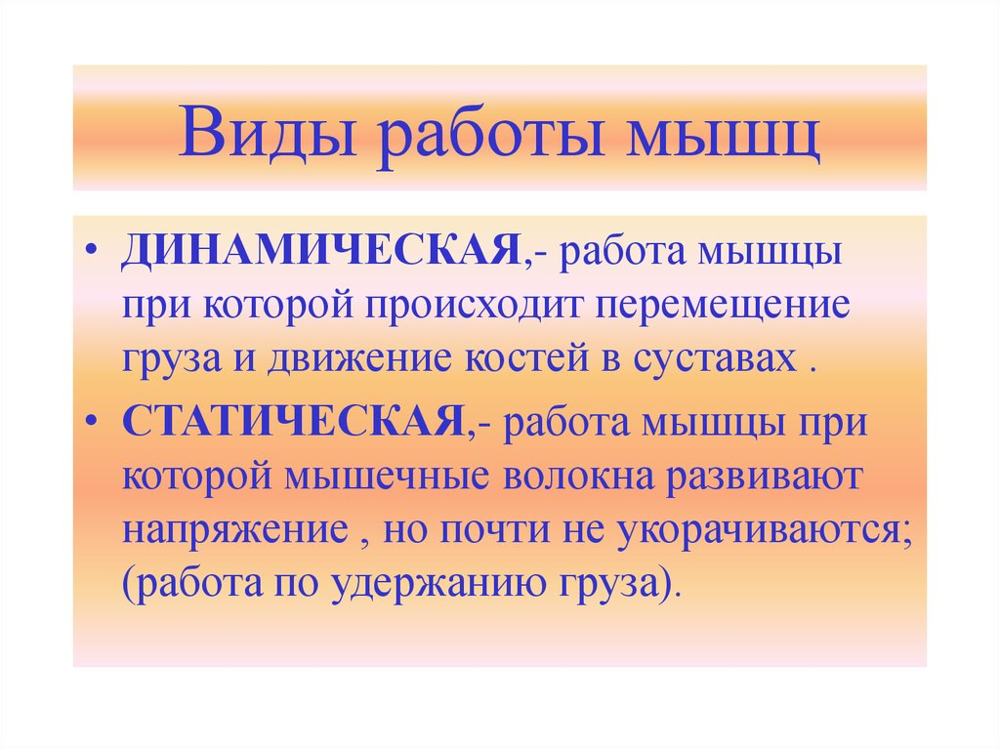 Виды работы мышц
• ДИНАМИЧЕСКАЯ,- работа мышцы
при которой происходит перемещение
груза и движение костей в суставах .
• СТАТИЧЕСКАЯ,- работа мышцы при
которой мышечные волокна развивают
напряжение , но почти не укорачиваются;
(работа по удержанию груза).